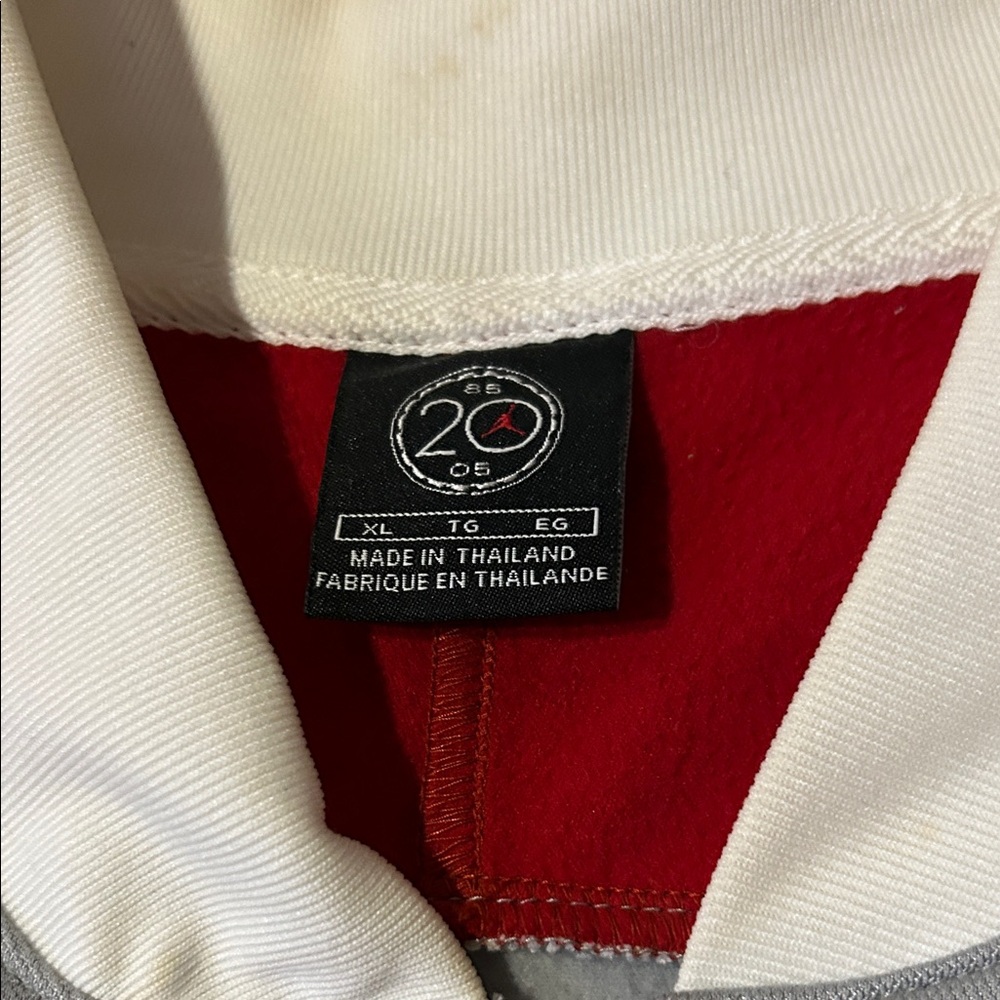 85
20
05
XL TG EG
MADE IN THAILAND
FABRIQUE EN THAILANDE